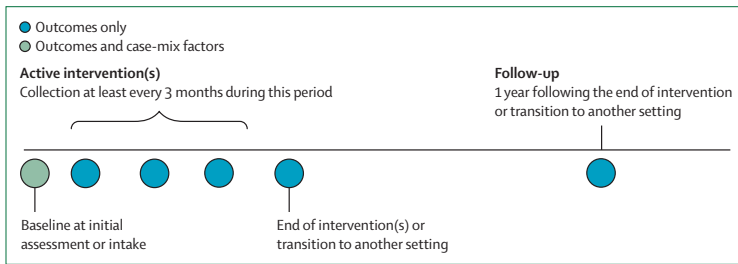 Outcomes only
Outcomes and case-mix factors
Active intervention(s)
Collection at least every 3 months during this period
Follow-up
1 year following the end of intervention
or transition to another setting
Baseline at initial
assessment or intake
End of intervention(s) or
transition to another setting